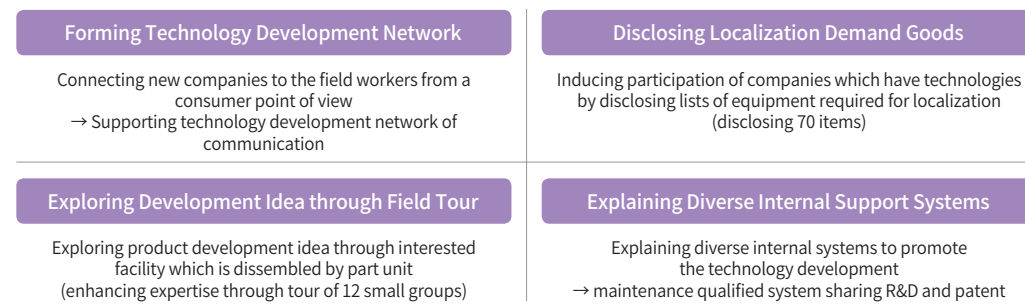 Forming Technology Development Network
Connecting new companies to the field workers from a
consumer point of view
→ Supporting technology development network of
communication
Disclosing Localization Demand Goods
Inducing participation of companies which have technologies
by disclosing lists of equipment required for localization
(disclosing 70 items)
Exploring Development Idea through Field Tour
Exploring product development idea through interested
facility which is dissembled by part unit
(enhancing expertise through tour of 12 small groups)
Explaining Diverse Internal Support Systems
Explaining diverse internal systems to promote
the technology development
→ maintenance qualified system sharing R&D and patent